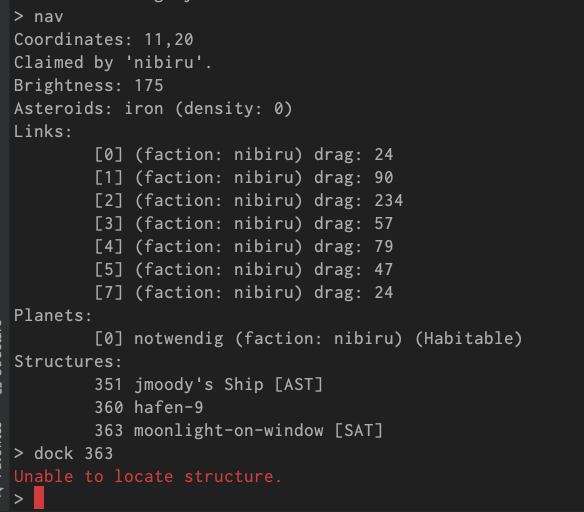 > nav
Coordinates: 11,20
Claimed by 'nibiru'.
Brightness: 175
Asteroids: iron (density: 0)
Links:
[0] (faction: nibiru) drag: 24
[1] (faction: nibiru) drag: 90
[2] (faction: nibiru) drag: 234
[3] (faction: nibiru) drag: 57
[4] (faction: nibiru) drag: 79
[5] (faction: nibiru) drag: 47
[7] (faction: nibiru) drag: 24
Planets:
[0] notwendig (faction: nibiru) (Habitable)
Structures:
351 jmoody's Ship [AST]
360 hafen-9
363 moonlight-on-window [SAT]
> dock 363
Unable to locate structure.
>